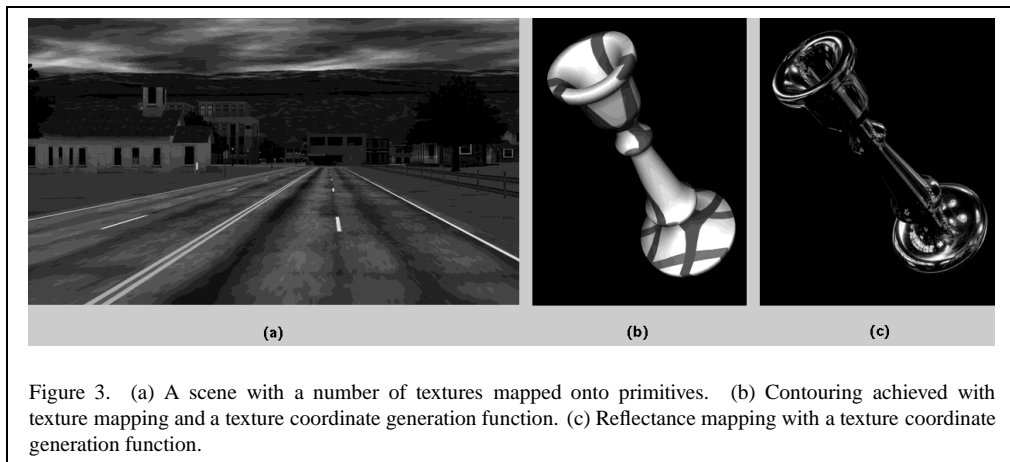 (a) (b) (c)
Figure 3. (a) A scene with a number of textures mapped onto primitives. (b) Contouring achieved with
texture mapping and a texture coordinate generation function. (c) Reflectance mapping with a texture coordinate
generation function.